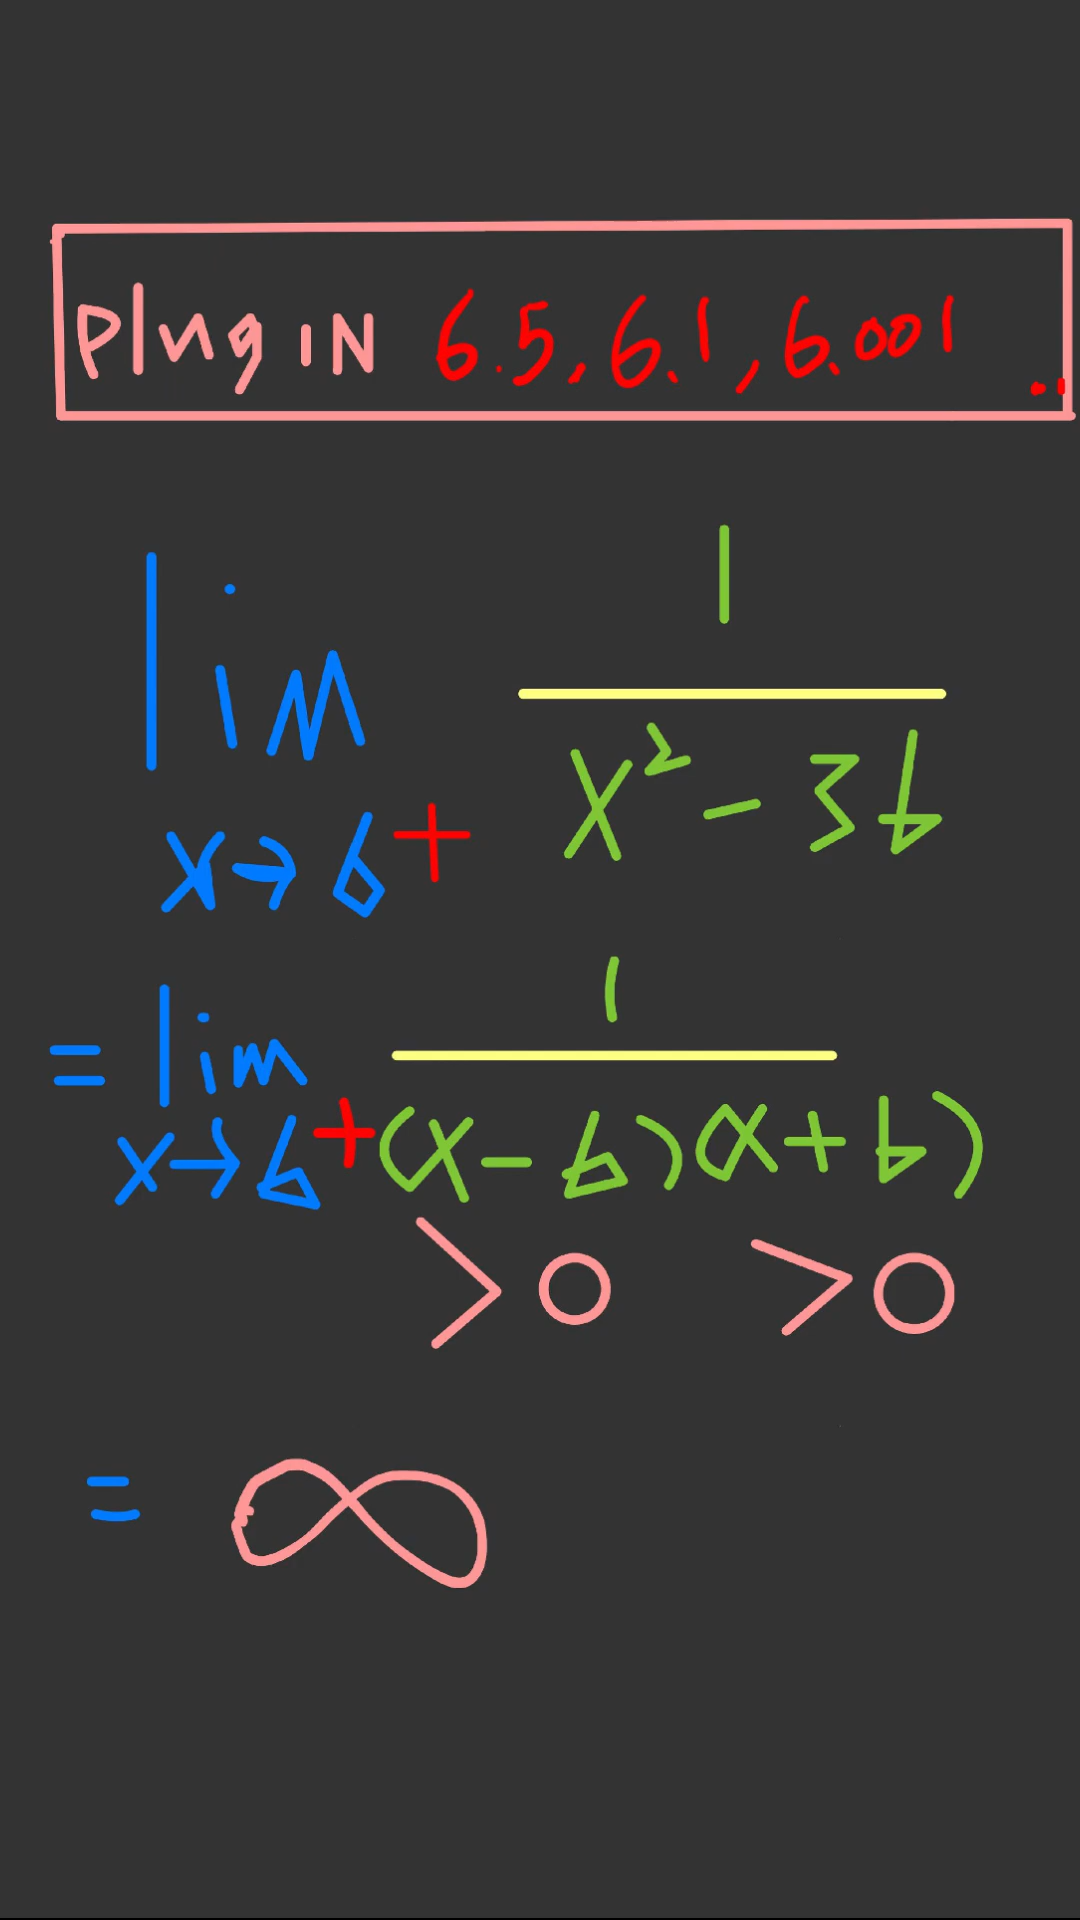 Plug IN 6.5, 6.1, 6.001 ...
lim 1
x→6+ x² - 36
= lim 1
x→6+ (x - 6)(x + 6)
> 0 > 0
= ∞